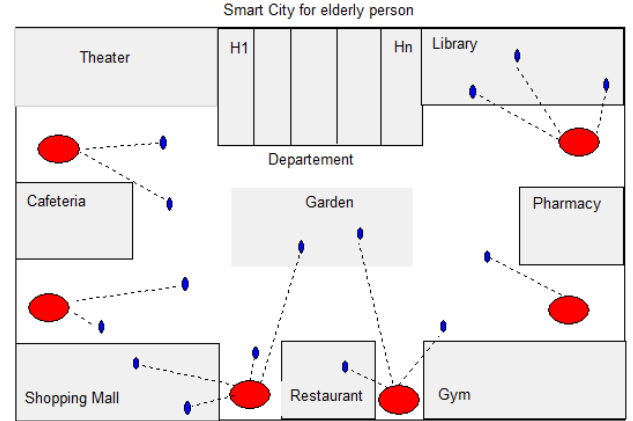 Smart City for elderly person
Theater
H1
Hn
Library
Departement
Cafeteria
Garden
Pharmacy
Shopping Mall
Restaurant
Gym